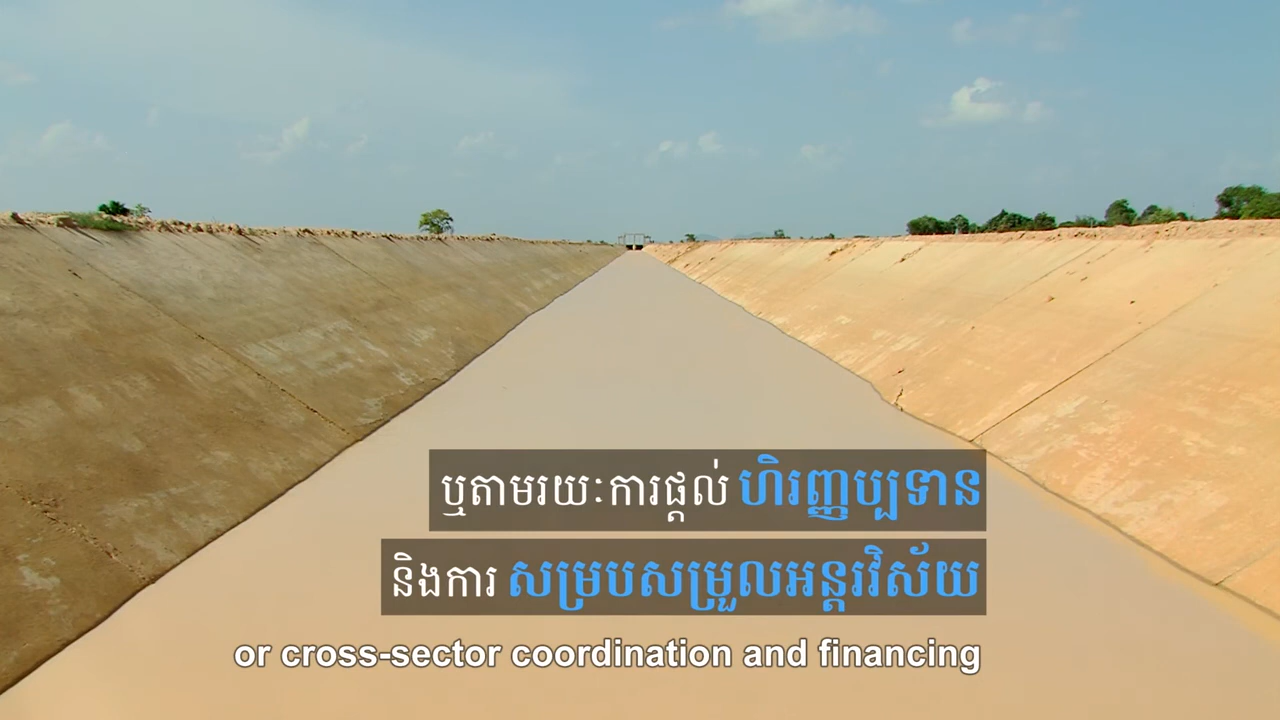 ឬតាមរយៈការផ្តល់ ហិរញ្ញប្បទាន
និងការ សម្របសម្រួលអន្តរវិស័យ
or cross-sector coordination and financing